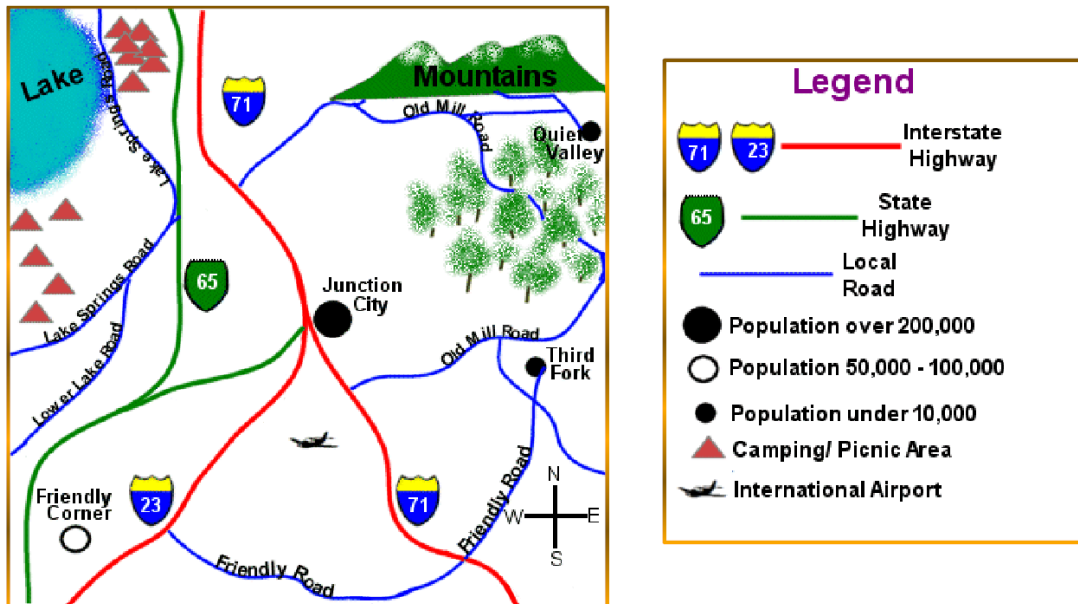 Lake
Lake Springs Road
71
Mountains
Old Mill Road
Quiet
Valley
65
Junction
City
Lake Springs Road
Lower Lake Road
Old Mill Road
Third
Fork
Friendly
Corner
23
71
Friendly Road
Friendly Road
N
W
E
S
Legend
71
23
Interstate
Highway
65
State
Highway
Local
Road
Population over 200,000
Population 50,000 - 100,000
Population under 10,000
Camping/ Picnic Area
International Airport